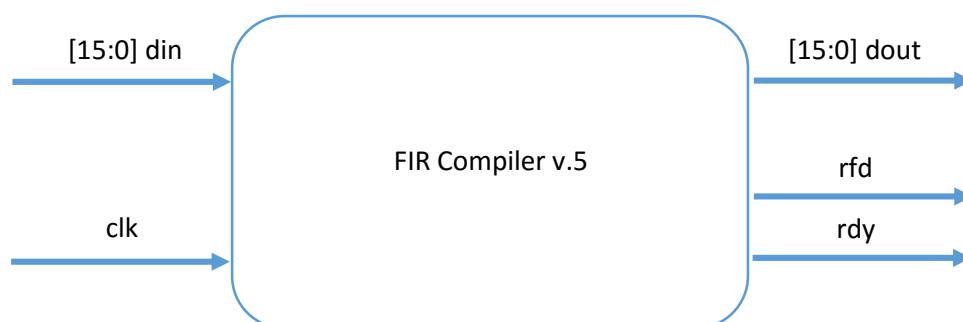 [15:0] din
[15:0] dout
FIR Compiler v.5
rfd
clk
rdy